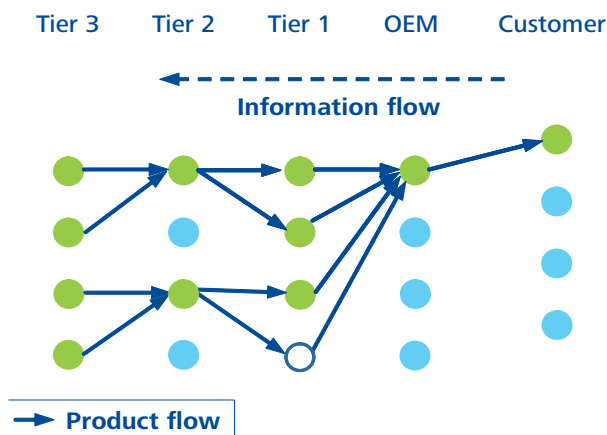 Tier 3 Tier 2 Tier 1 OEM Customer
Information flow
Product flow